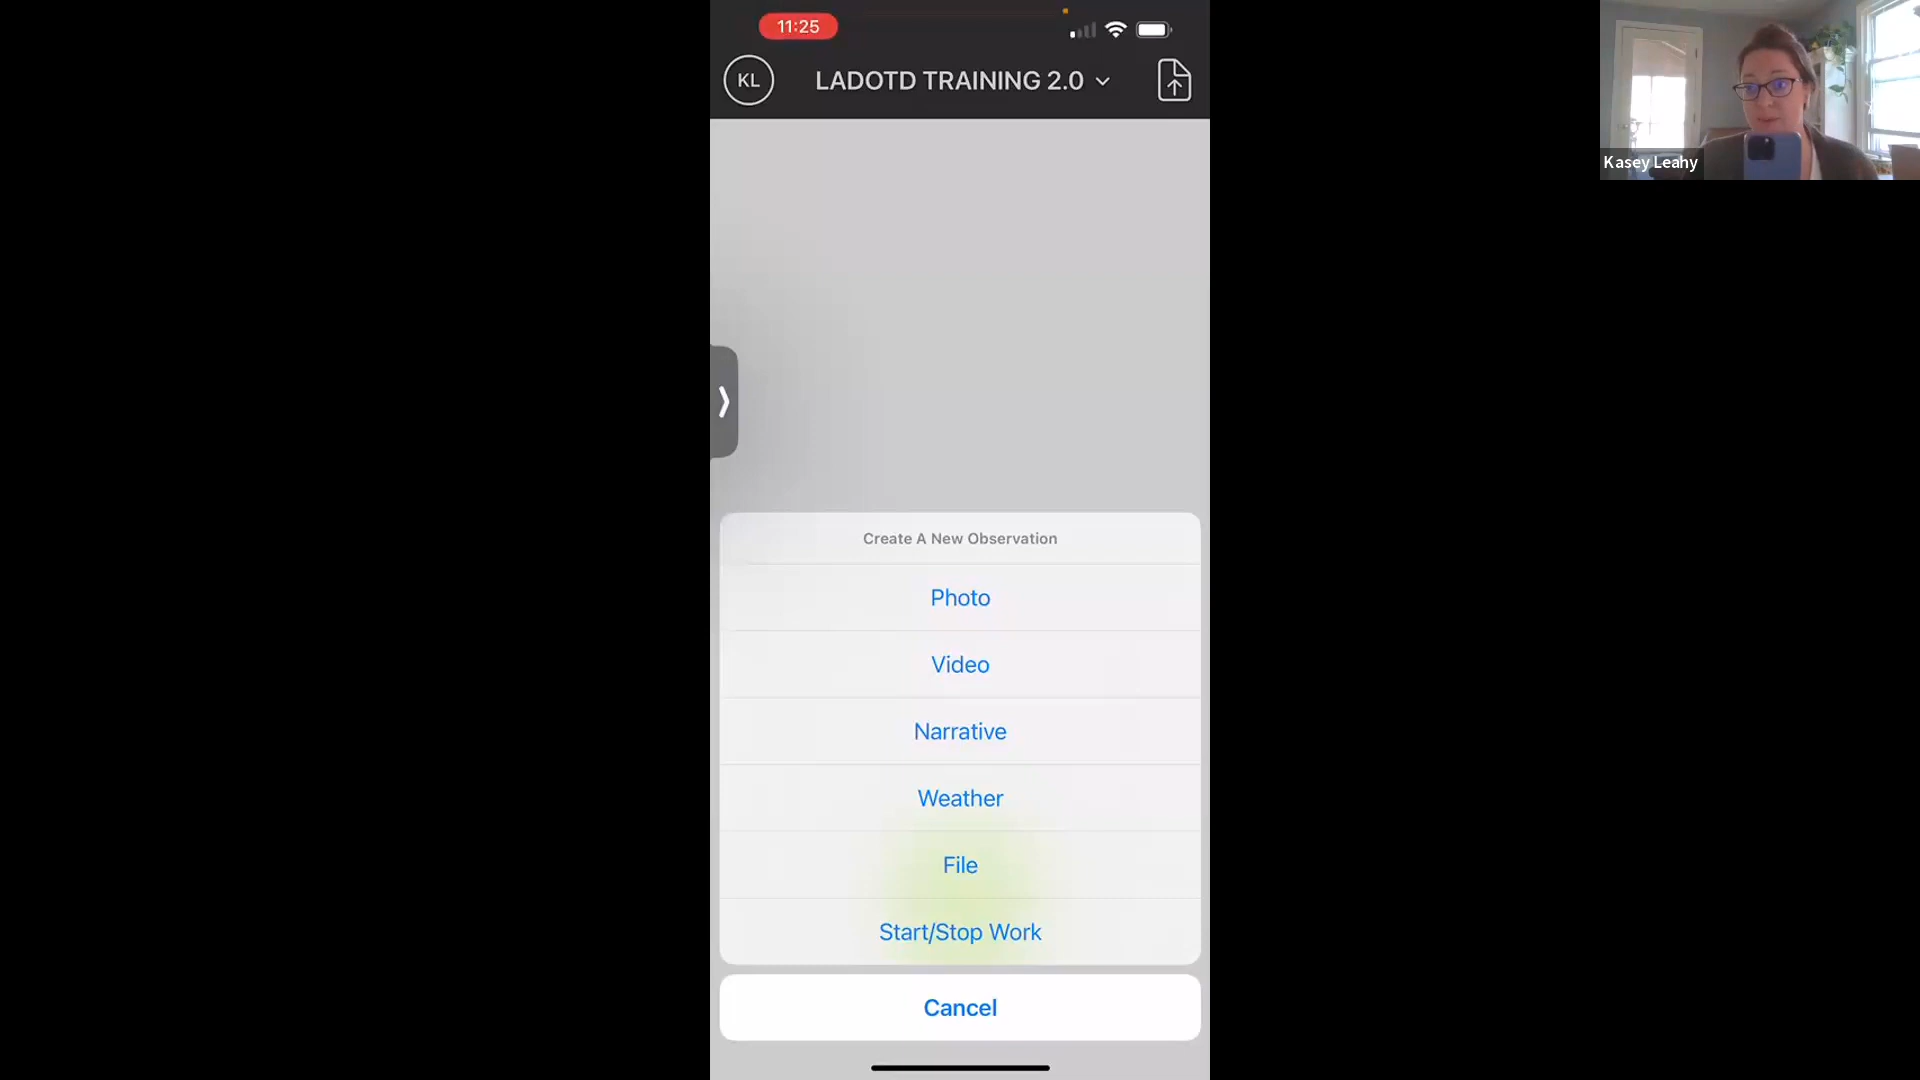 11:25
KL
LADOTD TRAINING 2.0
Kasey Leahy
Create A New Observation
Photo
Video
Narrative
Weather
File
Start/Stop Work
Cancel